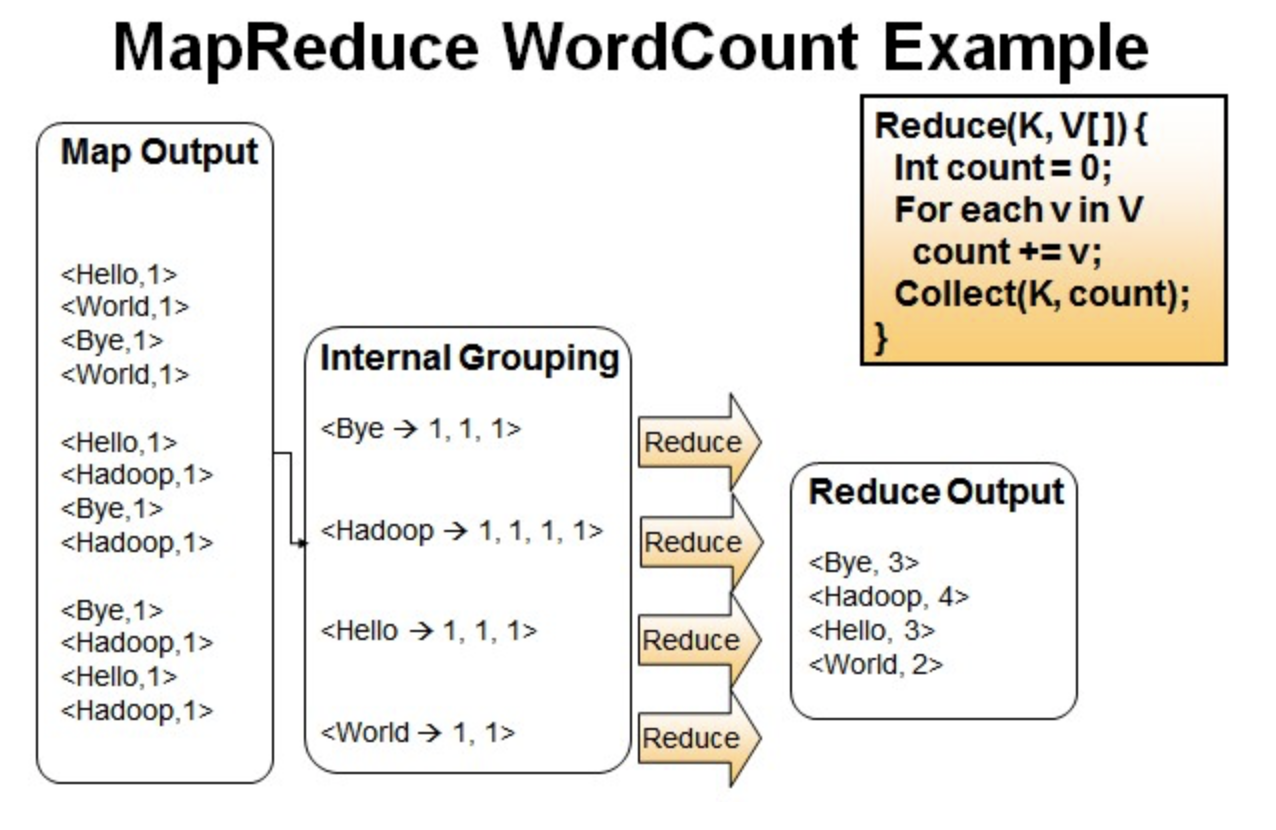 MapReduce WordCount Example
Reduce(K, V[]) {
Int count = 0;
For each v in V
count += v;
Collect(K, count);
}
Map Output
<Hello,1>
<World,1>
<Bye,1>
<World,1>
<Hello,1>
<Hadoop,1>
<Bye,1>
<Hadoop,1>
<Bye,1>
<Hadoop,1>
<Hello,1>
<Hadoop,1>
Internal Grouping
<Bye → 1, 1, 1>
<Hadoop → 1, 1, 1, 1>
<Hello → 1, 1, 1>
<World → 1, 1>
Reduce
Reduce
Reduce
Reduce
Reduce Output
<Bye, 3>
<Hadoop, 4>
<Hello, 3>
<World, 2>